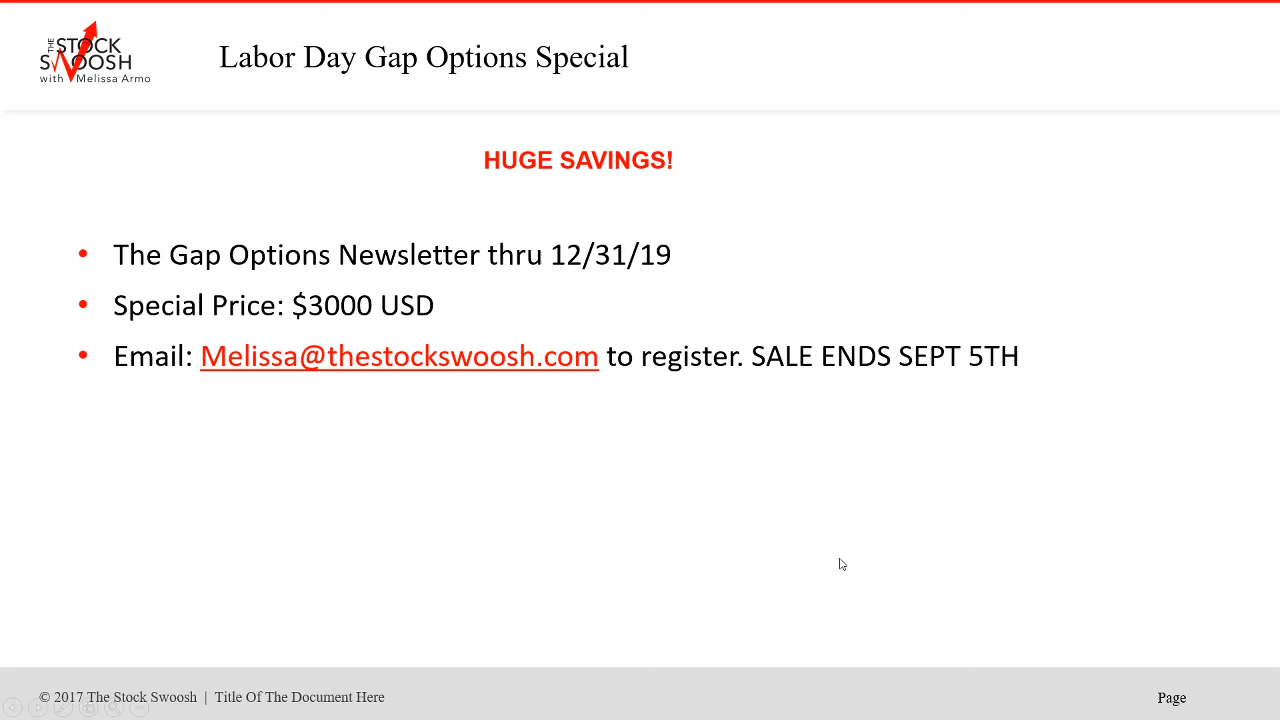 THE STOCK
SWOOSH
with Melissa Armo
Labor Day Gap Options Special
HUGE SAVINGS!
• The Gap Options Newsletter thru 12/31/19
• Special Price: $3000 USD
• Email: Melissa@thestockswoosh.com to register. SALE ENDS SEPT 5TH
© 2017 The Stock Swoosh | Title Of The Document Here
Page